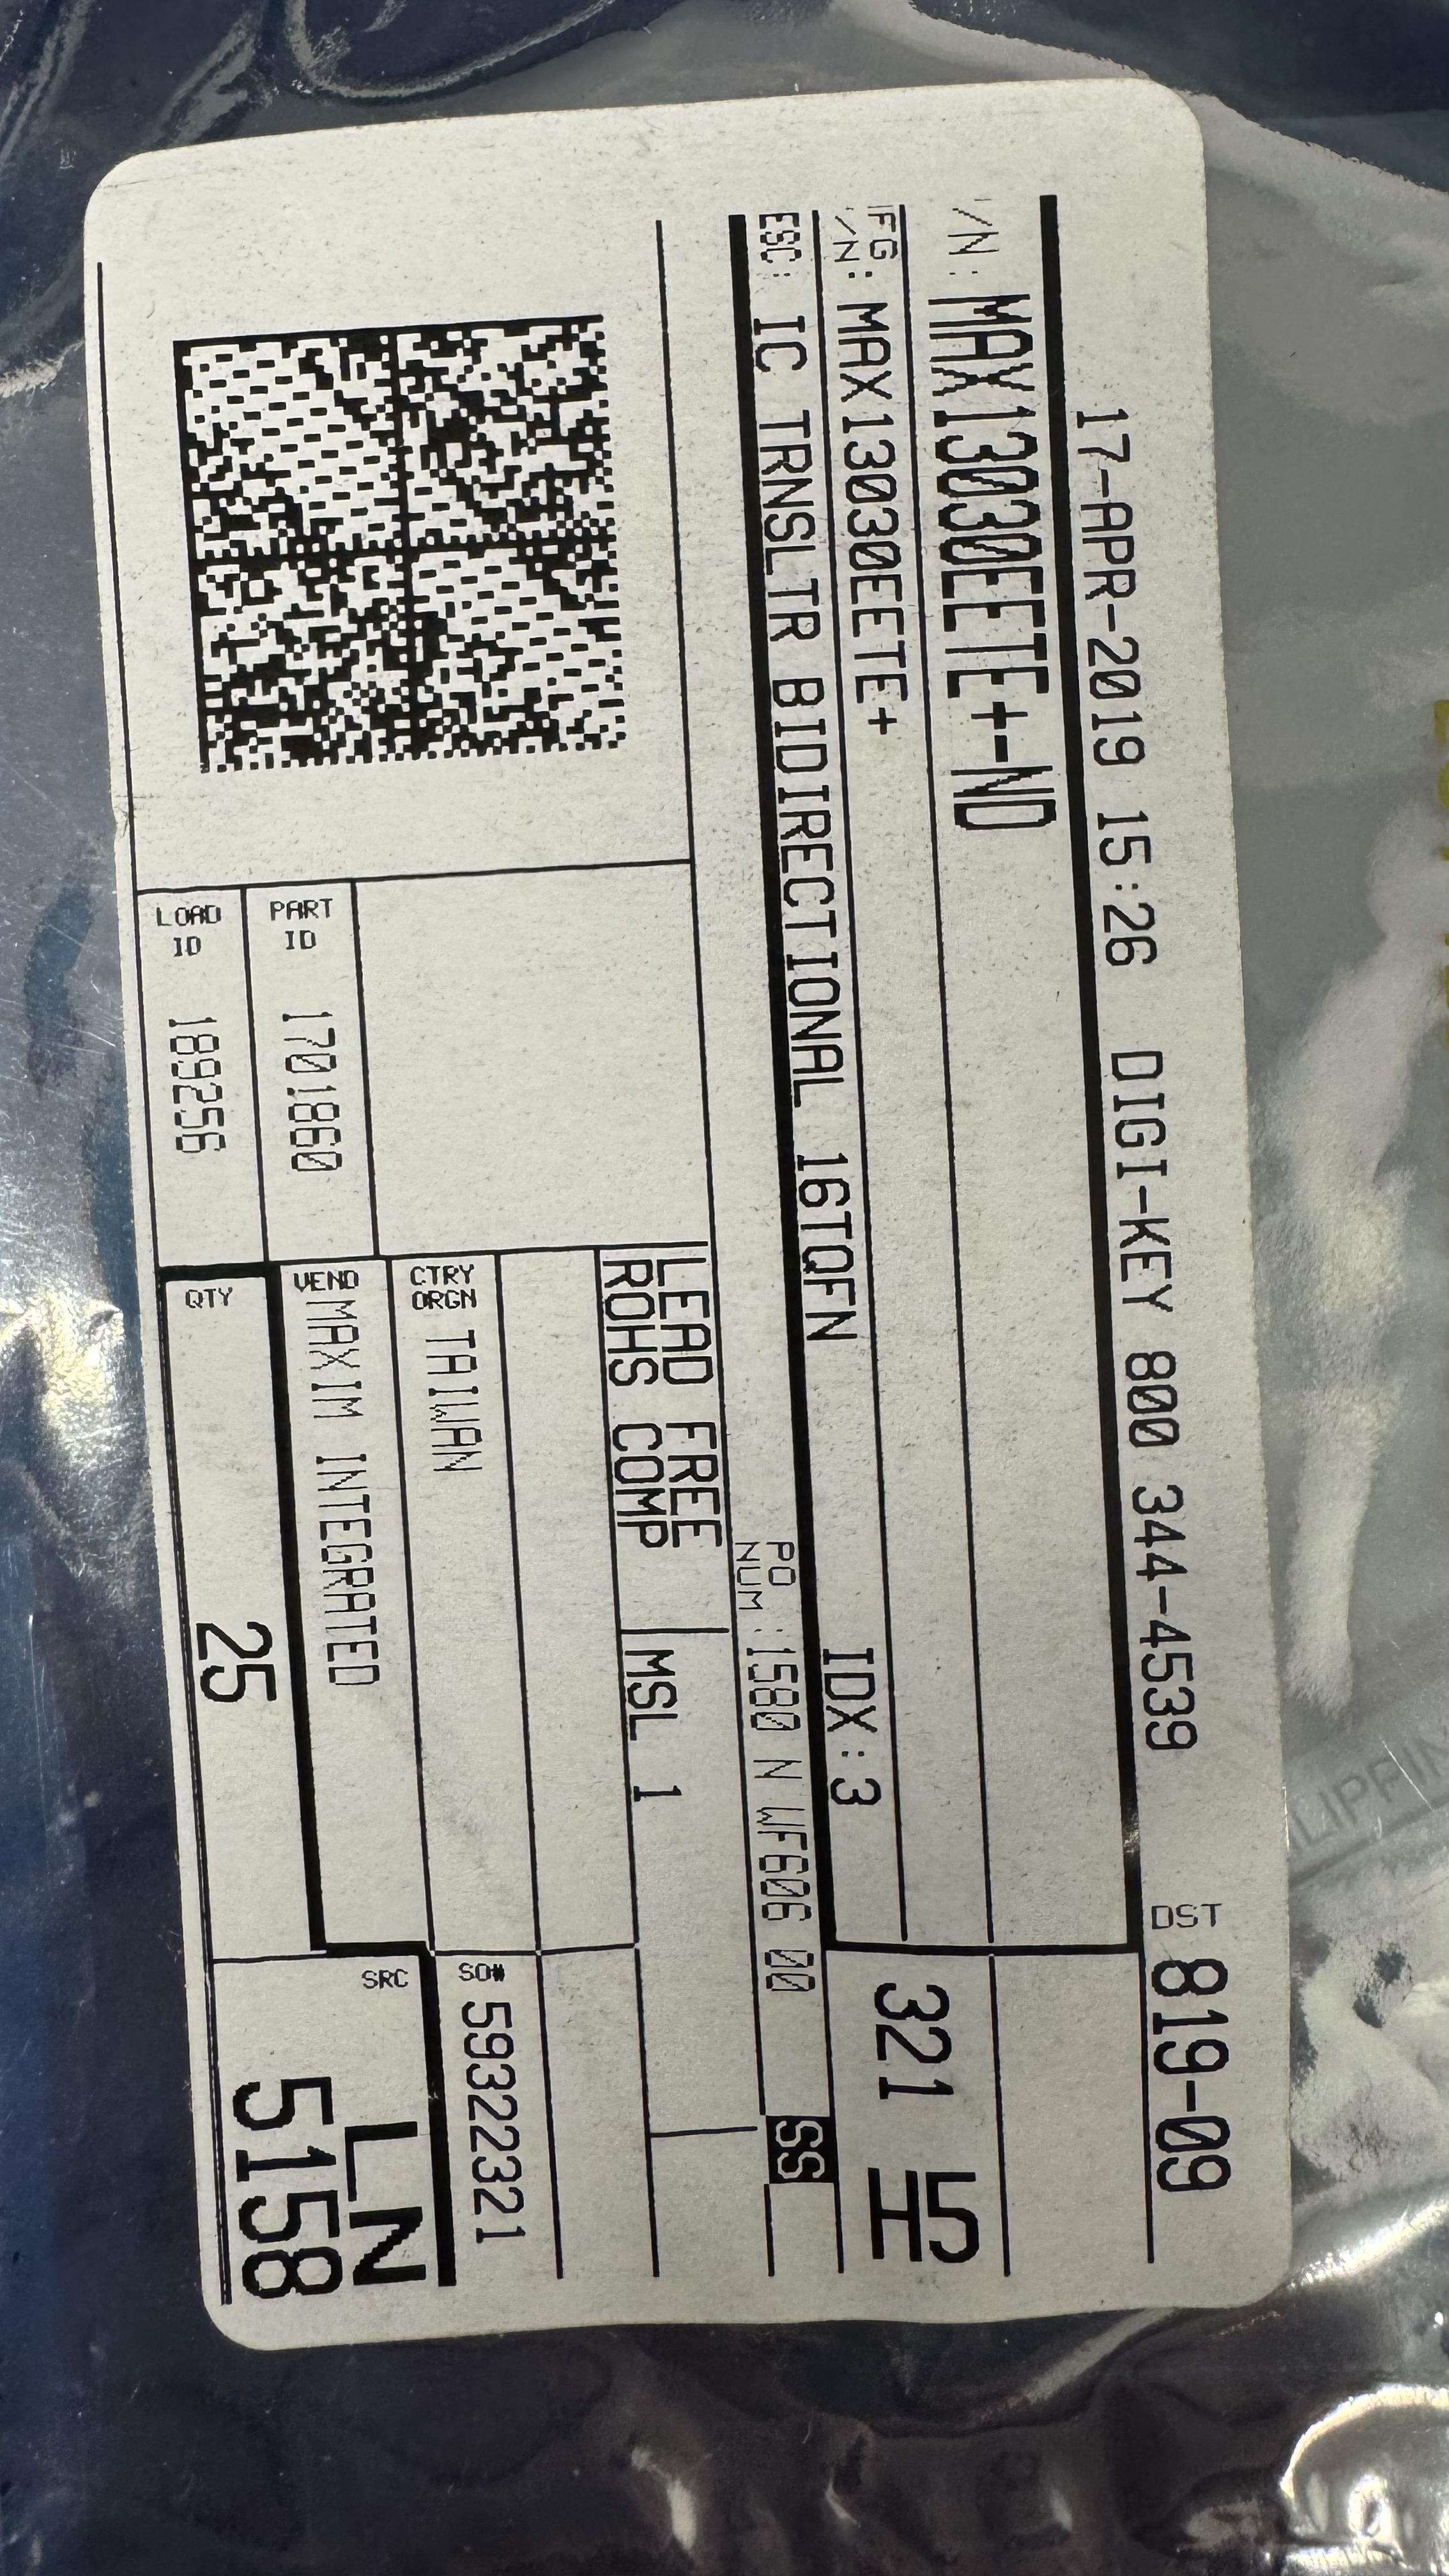 17-APR-2019 15:26 DIGI-KEY 800 344-4539 DST 819-09
/N: MAX13030EETE+-ND
FG
/N: MAX13030EETE+
321 5H
ESC: IC TRNSLTR BIDIRECTIONAL 16TQFN IDX:3
PO NUM :1580 N WF606 00 SS
LEAD FREE
ROHS COMP
MSL 1
CTRY ORGN TAIWAN
SO# 59322321
PART ID 1701860
VEND MAXIM INTEGRATED
LOAD ID 189256
QTY 25
SRC LN
5158
LIPPIN